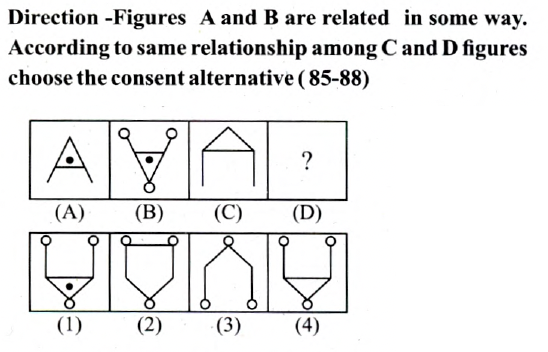 Direction -Figures A and B are related in some way.
According to same relationship among C and D figures
choose the consent alternative ( 85-88)
?
(A) (B) (C) (D)
(1) (2) (3) (4)